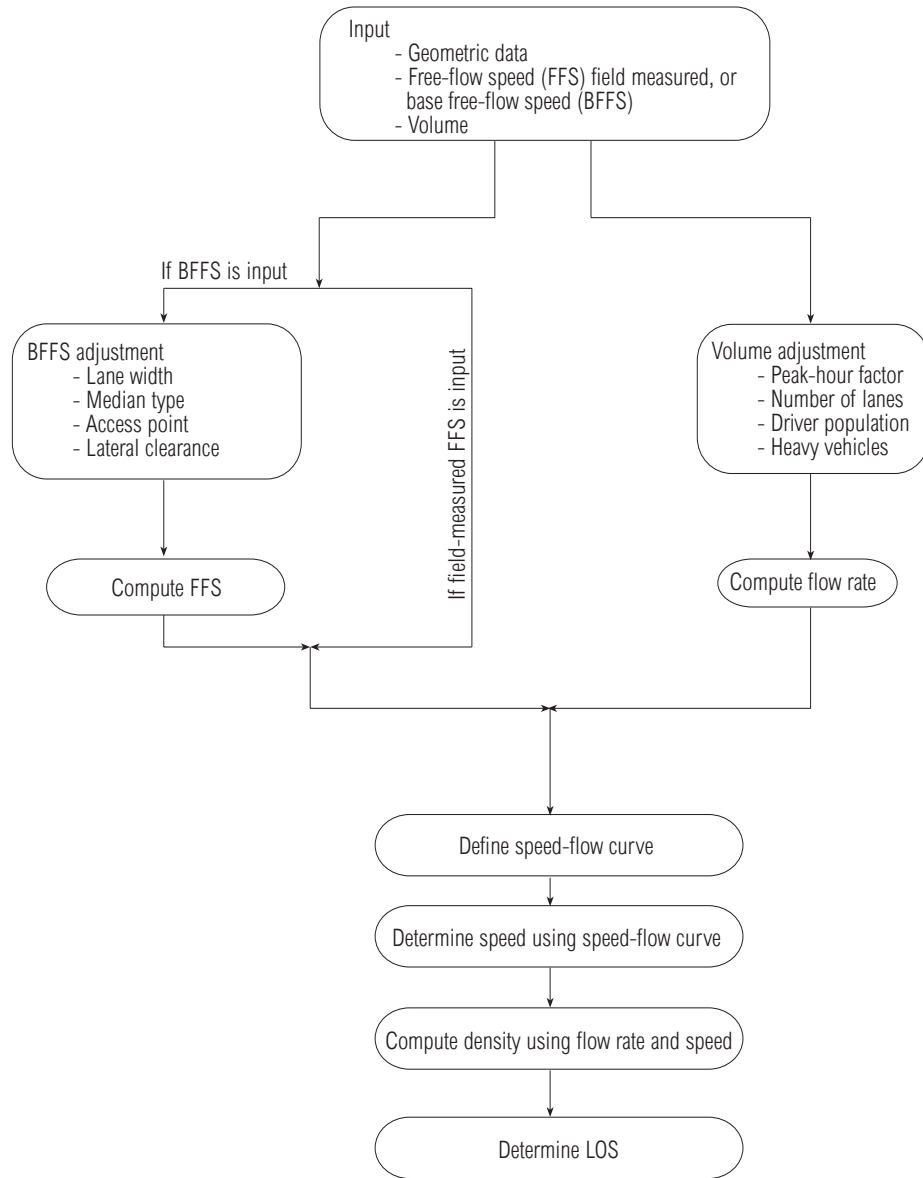 Input
- Geometric data
- Free-flow speed (FFS) field measured, or
base free-flow speed (BFFS)
- Volume
If BFFS is input
If field-measured FFS is input
BFFS adjustment
- Lane width
- Median type
- Access point
- Lateral clearance
Volume adjustment
- Peak-hour factor
- Number of lanes
- Driver population
- Heavy vehicles
Compute FFS
Compute flow rate
Define speed-flow curve
Determine speed using speed-flow curve
Compute density using flow rate and speed
Determine LOS